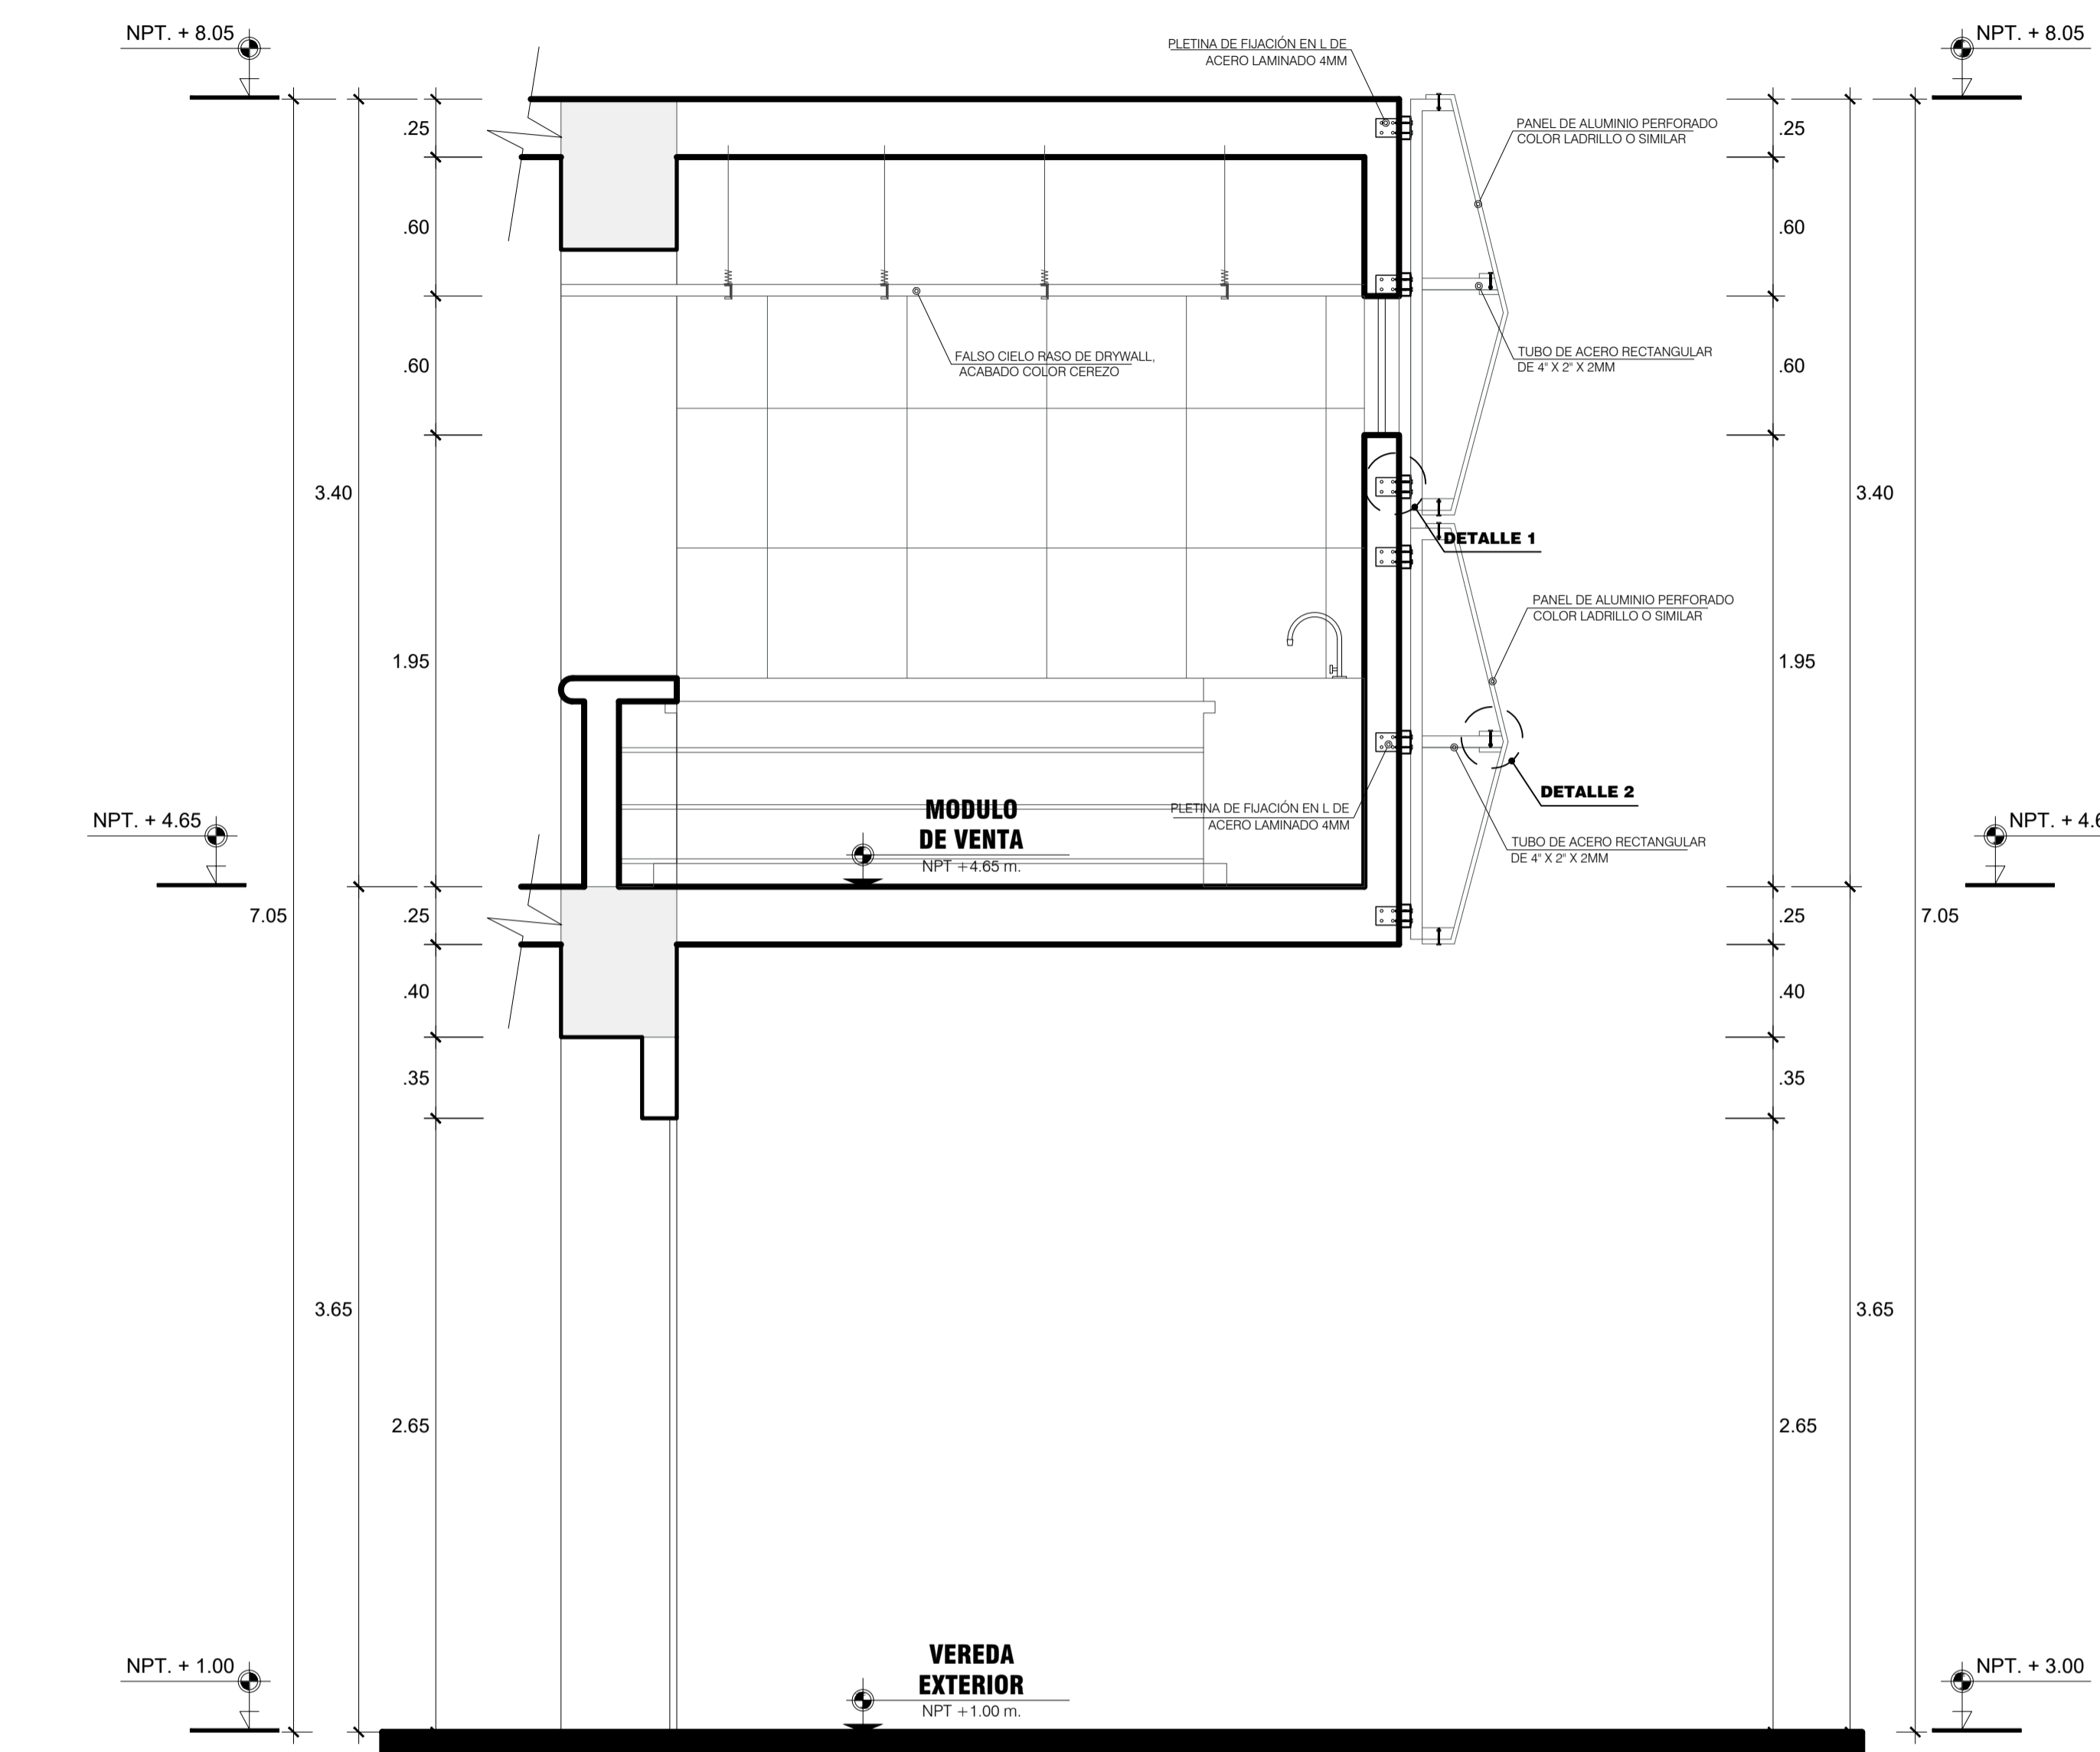 NPT. + 8.05
NPT. + 8.05
PLETINA DE FIJACIÓN EN L DE
ACERO LAMINADO 4MM
PANEL DE ALUMINIO PERFORADO
COLOR LADRILLO O SIMILAR
.25
.25
.60
.60
FALSO CIELO RASO DE DRYWALL,
ACABADO COLOR CEREZO
TUBO DE ACERO RECTANGULAR
DE 4" X 2" X 2MM
.60
.60
3.40
3.40
DETALLE 1
PANEL DE ALUMINIO PERFORADO
COLOR LADRILLO O SIMILAR
1.95
1.95
DETALLE 2
MODULO
DE VENTA
NPT +4.65 m.
PLETINA DE FIJACIÓN EN L DE
ACERO LAMINADO 4MM
NPT. + 4.65
NPT. + 4.6
TUBO DE ACERO RECTANGULAR
DE 4" X 2" X 2MM
7.05
.25
.25
7.05
.40
.40
.35
.35
3.65
3.65
2.65
2.65
VEREDA
EXTERIOR
NPT +1.00 m.
NPT. + 1.00
NPT. + 3.00